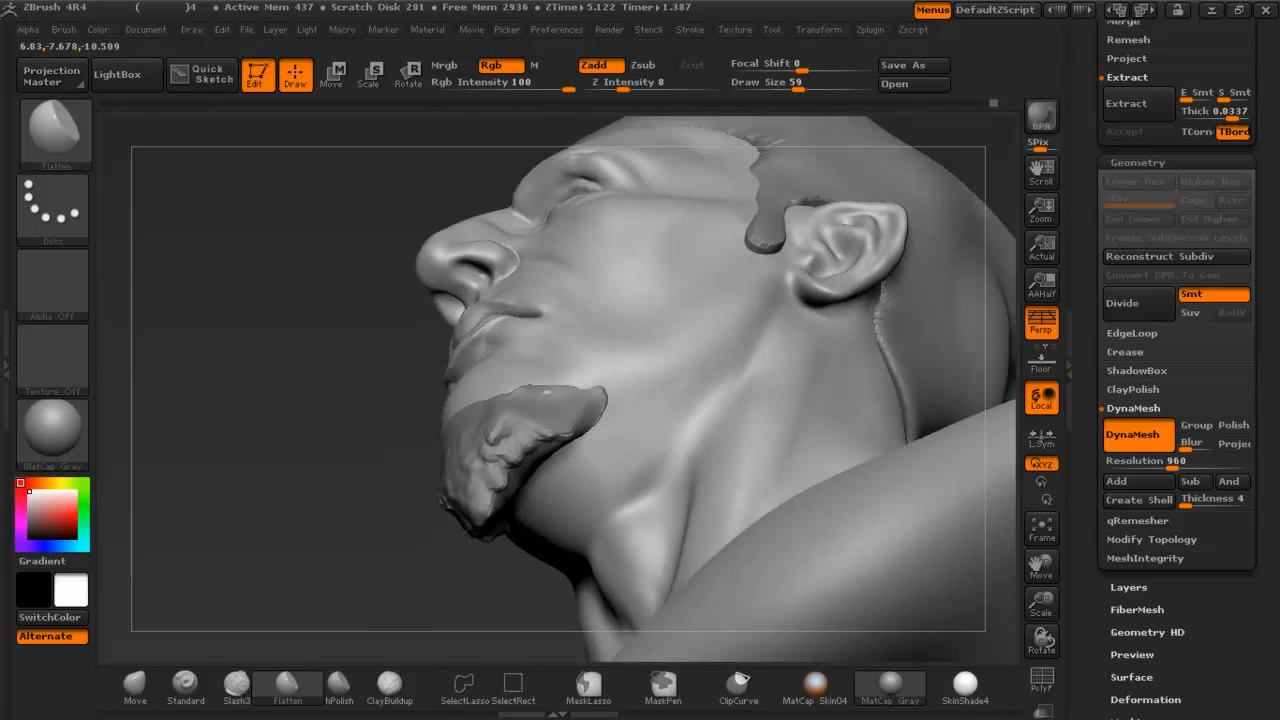 ZBrush 4R4 ( )4 • Active Mem 437 • Scratch Disk 281 • Free Mem 2936 • ZTime▸5.122 Timer▸1.387 Menus DefaultZScript
Alpha Brush Color Document Draw Edit File Layer Light Macro Marker Material Movie Picker Preferences Render Stencil Stroke Texture Tool Transform Zplugin Zscript
6.83,-7.678,-10.509
Projection Master
LightBox
Quick Sketch
Edit
Draw
Move
Scale
Rotate
Mrgb Rgb M
Rgb Intensity 100
Zadd Zsub Zcut
Z Intensity 8
Focal Shift 0
Draw Size 59
Save As
Open
Flatten
Dots
Alpha Off
Texture Off
MatCap Gray
Gradient
SwitchColor
Alternate
BPR
SPix
Scroll
Zoom
Actual
AAHalf
Persp
Floor
Local
L.Sym
XYZ
Frame
Move
Scale
Rotate
PolyF
Merge
Remesh
Project
Extract
Extract
E Smt S Smt
Thick 0.0337
Accept TCorn TBord
Geometry
Lower Res Higher Res
SDiv Cage Rstr
Del Lower Del Higher
Freeze SubDivision Levels
Reconstruct Subdiv
Convert BPR To Geo
Divide
Smt
Suv ReUV
EdgeLoop
Crease
ShadowBox
ClayPolish
DynaMesh
DynaMesh
Group Polish
Blur Projec
Resolution 960
Add Sub And
Create Shell Thickness 4
qRemesher
Modify Topology
MeshIntegrity
Layers
FiberMesh
Geometry HD
Preview
Surface
Deformation
Move Standard Slash3 Flatten hPolish ClayBuildup SelectLasso SelectRect MaskLasso MaskPen ClipCurve MatCap Skin04 MatCap Gray SkinShade4